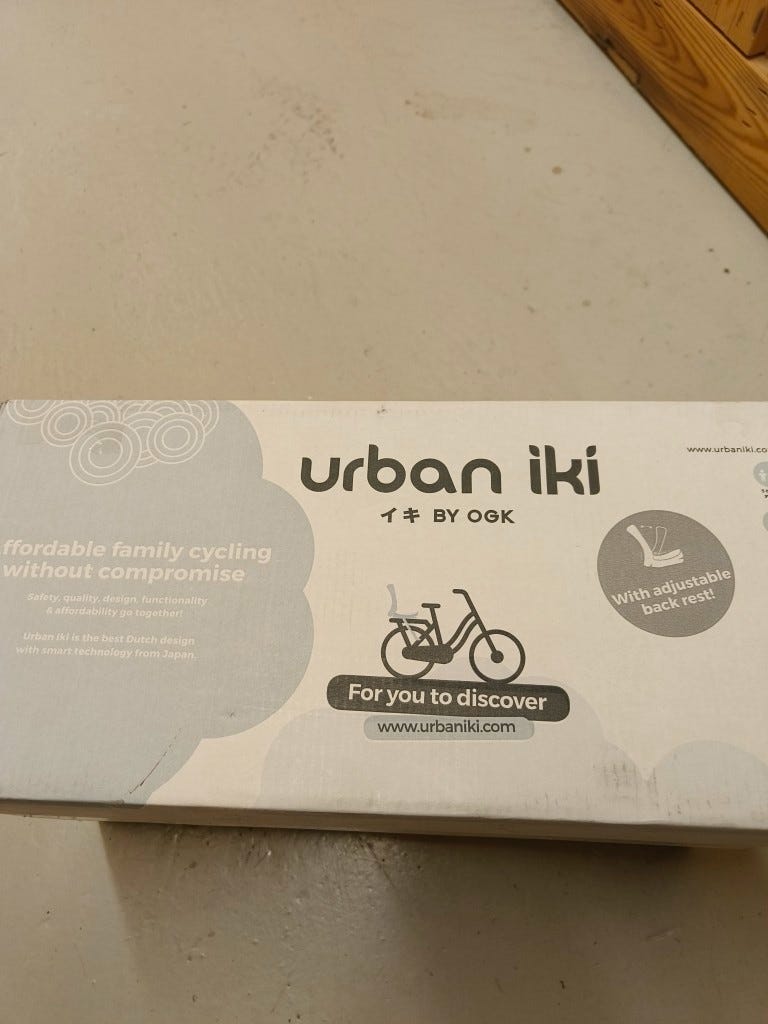 urban iki
イキ BY OGK
www.urbaniki.co
ffordable family cycling
without compromise
Safety, quality, design, functionality
& affordability go together!
Urban Iki is the best Dutch design
with smart technology from Japan.
With adjustable
back rest!
For you to discover
www.urbaniki.com